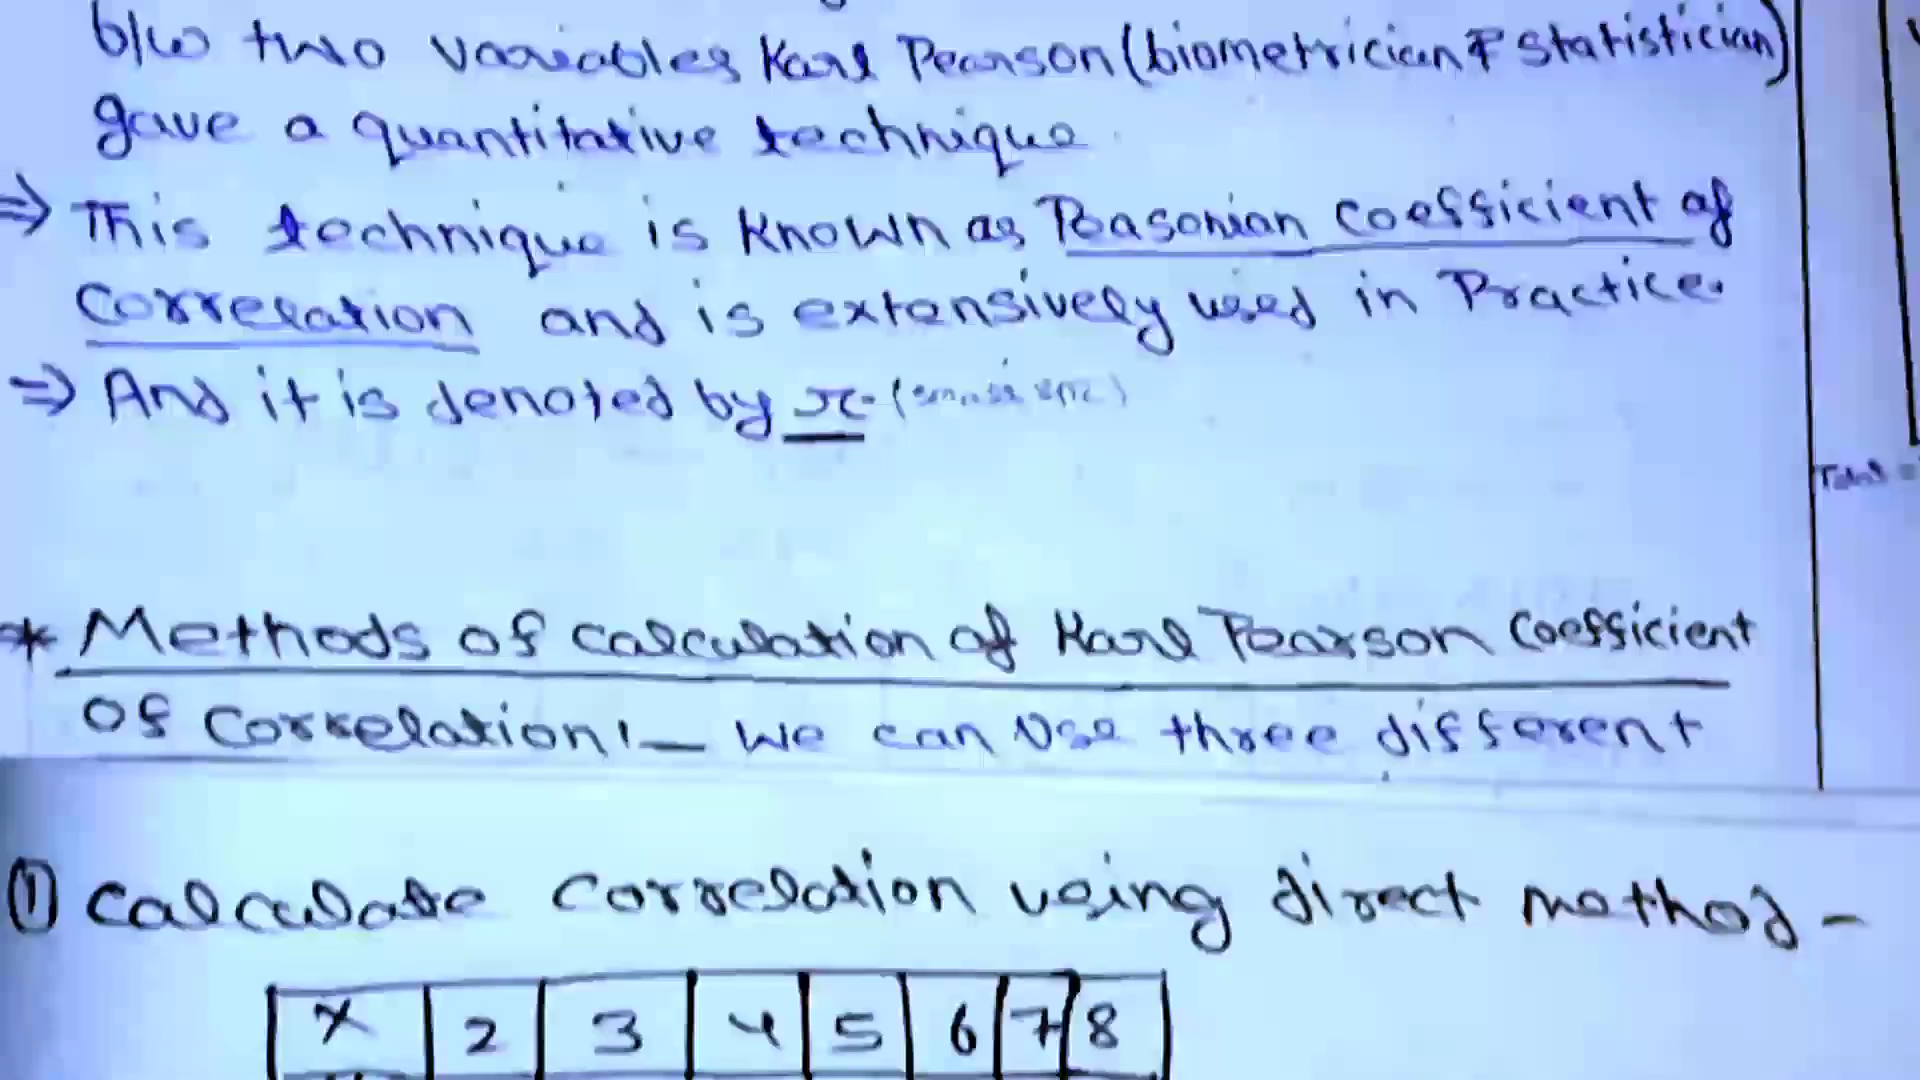 b/w two variables Karl Pearson (biometrician & statistician)
gave a quantitative technique
⇒ This technique is known as Peasonian Coefficient of
Correlation and is extensively used in Practice.
⇒ And it is denoted by r.
Total =
* Methods of calculation of Karl Pearson Coefficient
of Correlation:- We can Use three different
① Calculate correlation using direct method -
X 2 3 4 5 6 7 8